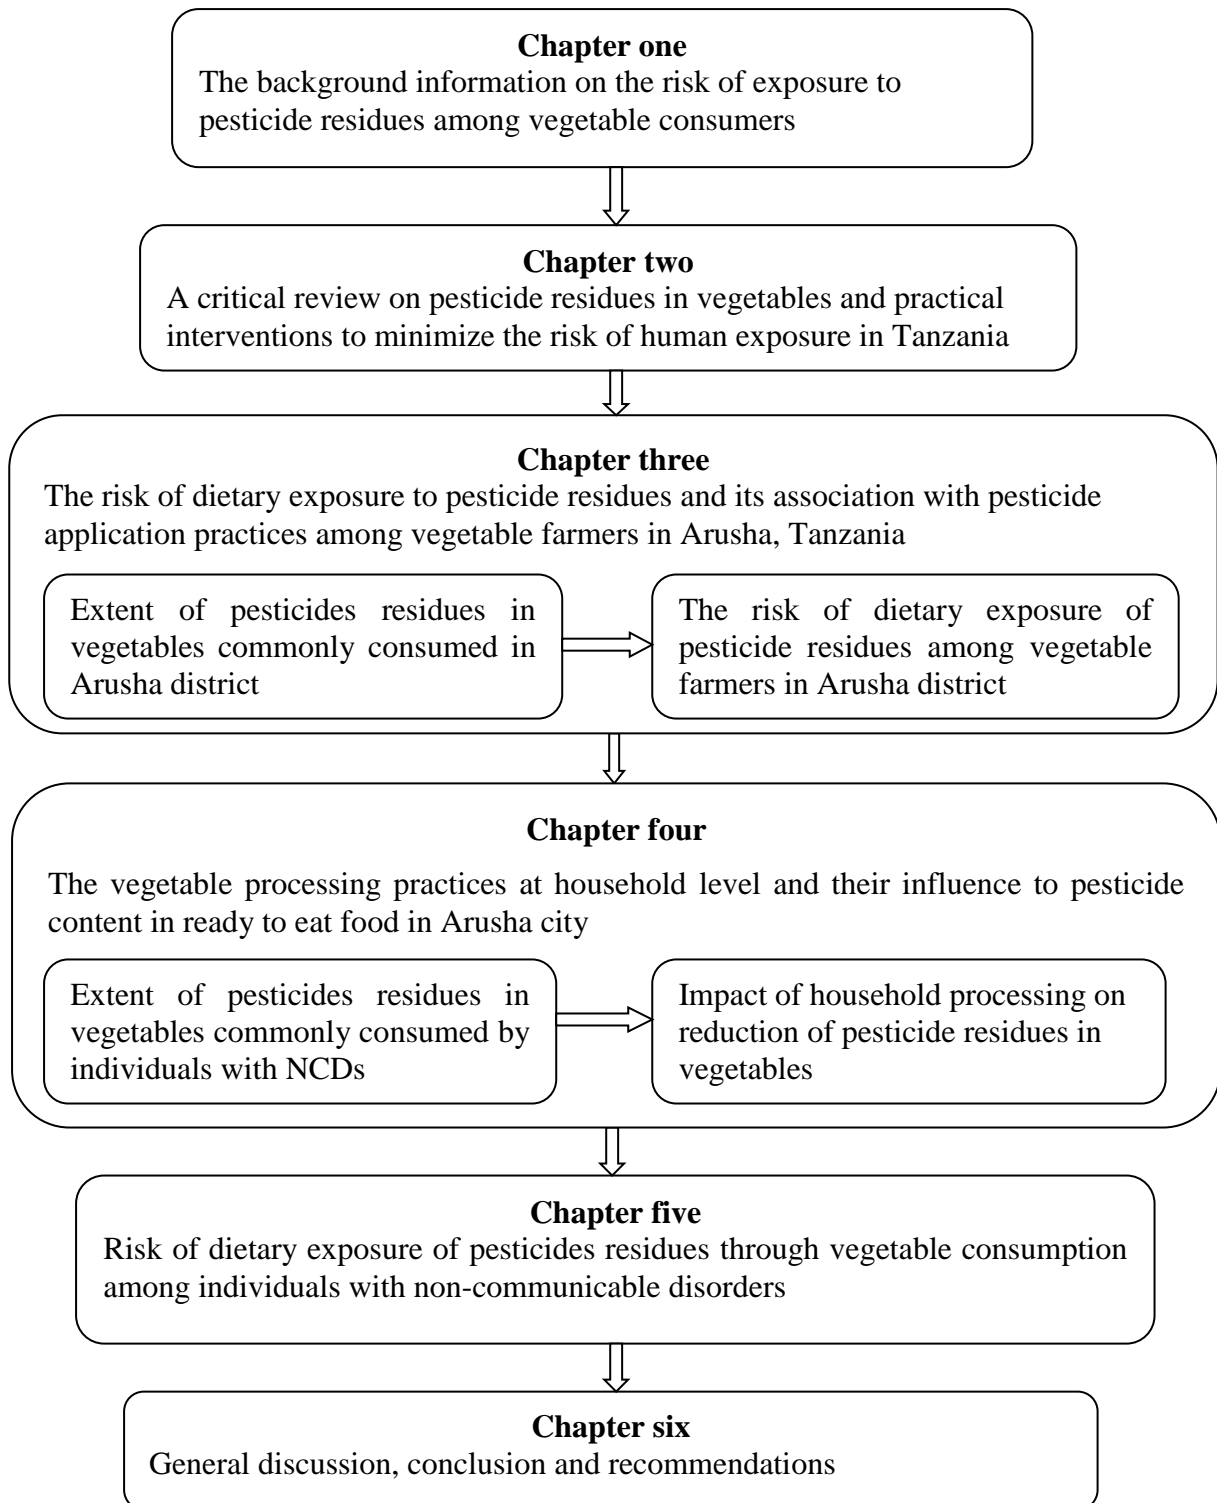 Chapter one
The background information on the risk of exposure to
pesticide residues among vegetable consumers
Chapter two
A critical review on pesticide residues in vegetables and practical
interventions to minimize the risk of human exposure in Tanzania
Chapter three
The risk of dietary exposure to pesticide residues and its association with pesticide
application practices among vegetable farmers in Arusha, Tanzania
Extent of pesticides residues in
vegetables commonly consumed in
Arusha district
The risk of dietary exposure of
pesticide residues among vegetable
farmers in Arusha district
Chapter four
The vegetable processing practices at household level and their influence to pesticide
content in ready to eat food in Arusha city
Extent of pesticides residues in
vegetables commonly consumed by
individuals with NCDs
Impact of household processing on
reduction of pesticide residues in
vegetables
Chapter five
Risk of dietary exposure of pesticides residues through vegetable consumption
among individuals with non-communicable disorders
Chapter six
General discussion, conclusion and recommendations